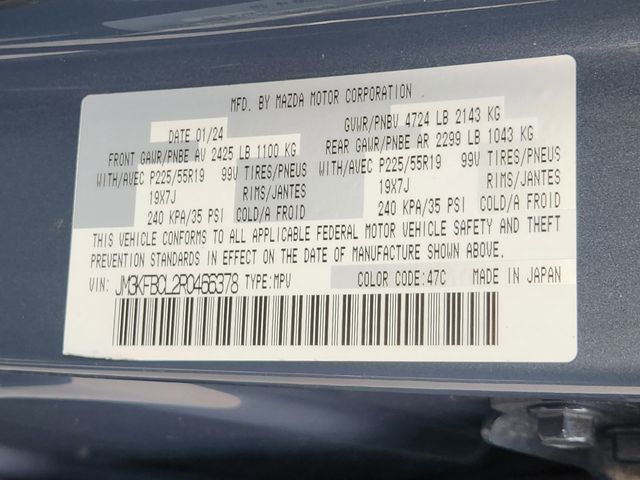 MFD. BY MAZDA MOTOR CORPORATION
DATE 01/24 GVWR/PNBV 4724 LB 2143 KG
FRONT GAWR/PNBE AV 2425 LB 1100 KG REAR GAWR/PNBE AR 2299 LB 1043 KG
WITH/AVEC P225/55R19 99V TIRES/PNEUS WITH/AVEC P225/55R19 99V TIRES/PNEUS
19X7J RIMS/JANTES 19X7J RIMS/JANTES
240 KPA/35 PSI COLD/A FROID 240 KPA/35 PSI COLD/A FROID
THIS VEHICLE CONFORMS TO ALL APPLICABLE FEDERAL MOTOR VEHICLE SAFETY AND THEFT
PREVENTION STANDARDS IN EFFECT ON THE DATE OF MANUFACTURE SHOWN ABOVE.
VIN: JM3KFBCL2R0466378 TYPE:MPV COLOR CODE:47C MADE IN JAPAN